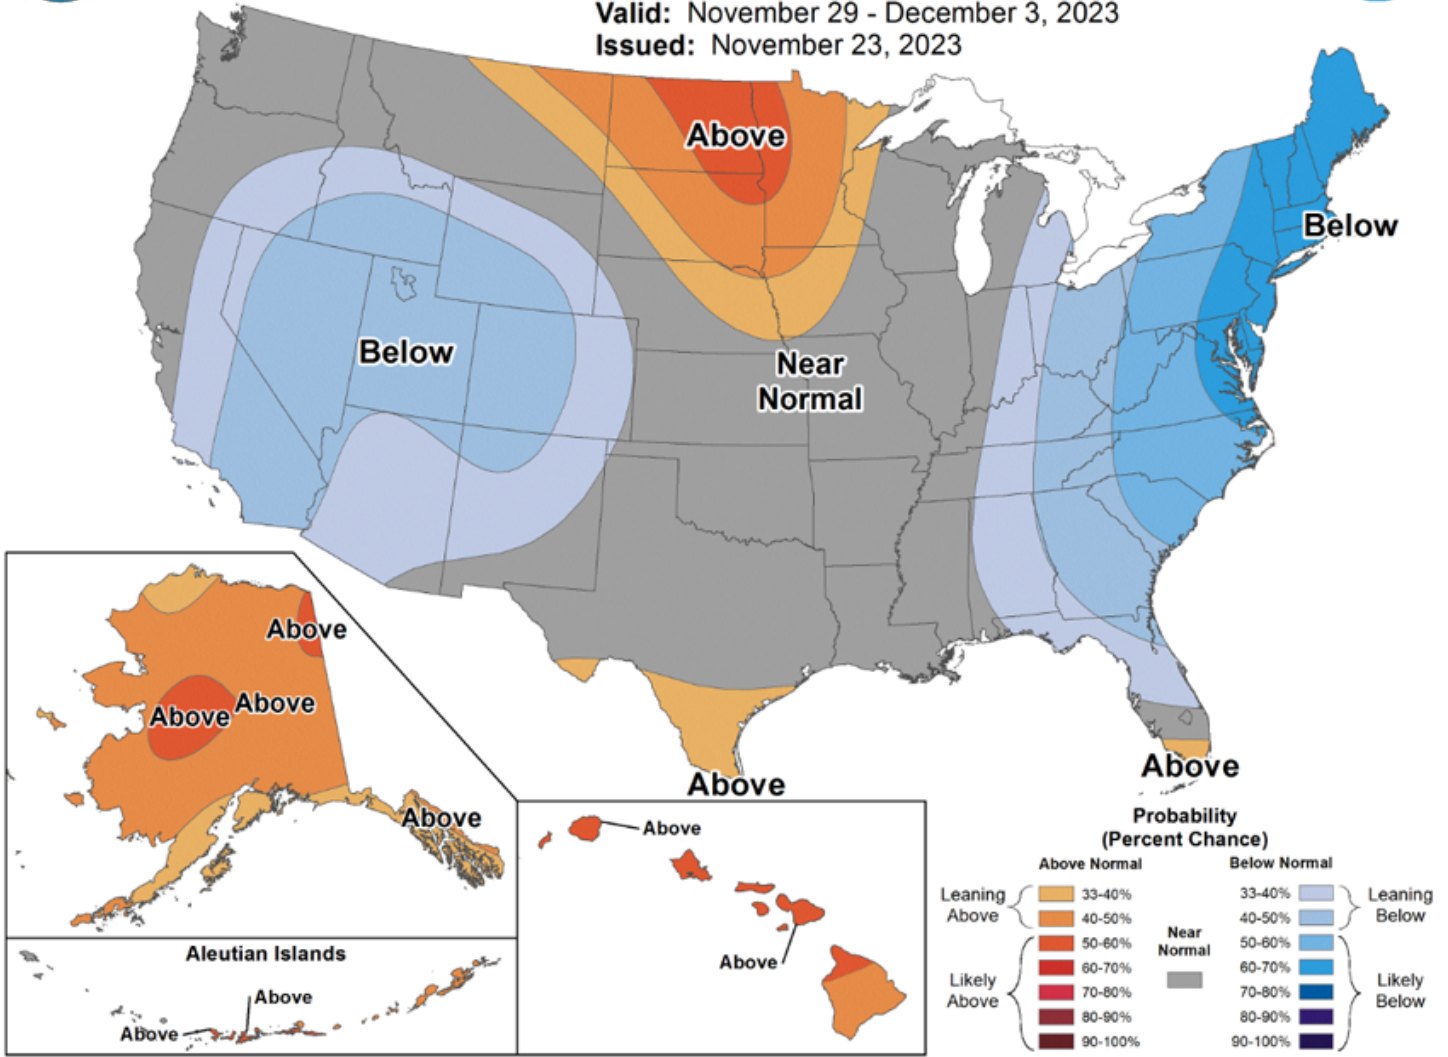 Valid: November 29 - December 3, 2023
Issued: November 23, 2023
Above
Below
Below
Near
Normal
Above
Above
Above
Above
Above
Above
Above
Above
Aleutian Islands
Above
Above
Probability
(Percent Chance)
Above Normal
Below Normal
Leaning
Above
33-40%
40-50%
Likely
Above
50-60%
60-70%
70-80%
80-90%
90-100%
Near
Normal
33-40%
40-50%
Leaning
Below
50-60%
60-70%
70-80%
80-90%
90-100%
Likely
Below